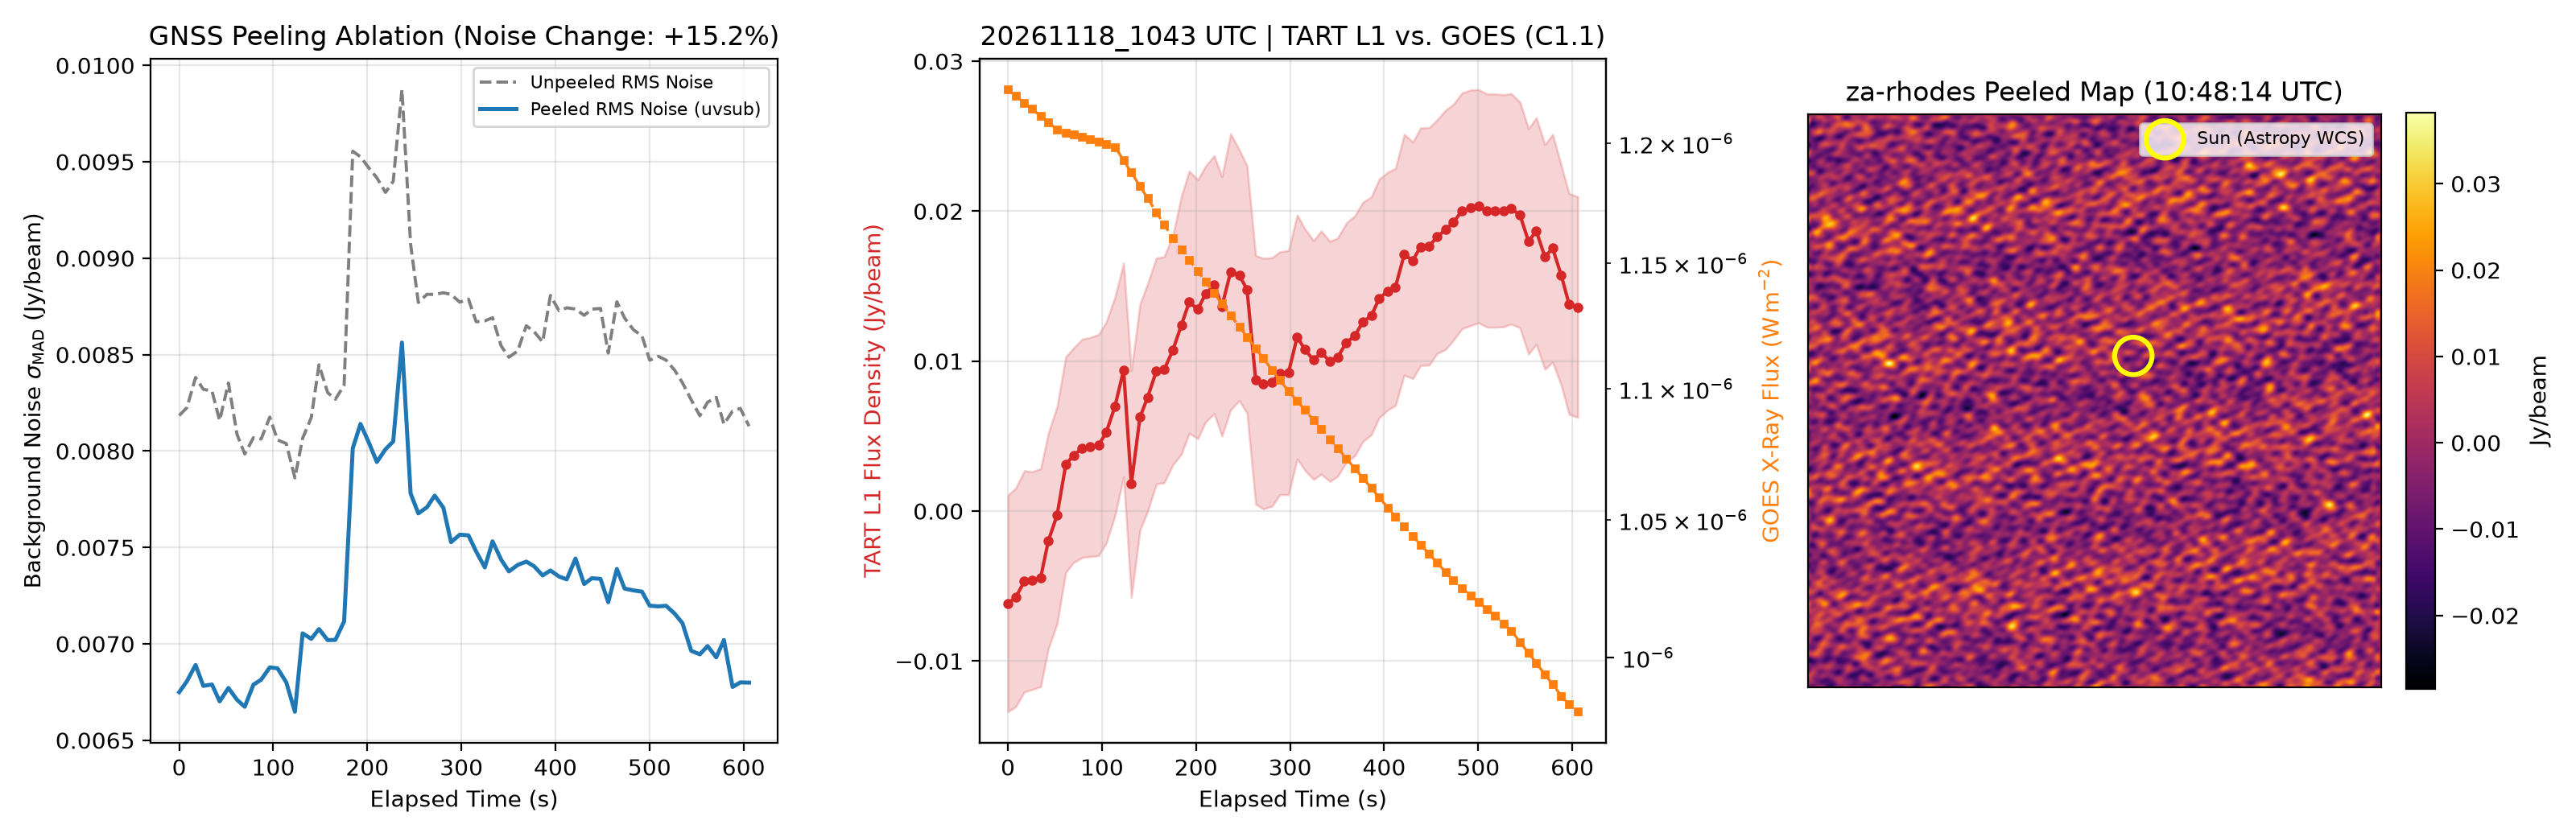 GNSS Peeling Ablation (Noise Change: +15.2%)
Unpeeled RMS Noise
Peeled RMS Noise (uvsub)
Background Noise σMAD (Jy/beam)
0.0100
0.0095
0.0090
0.0085
0.0080
0.0075
0.0070
0.0065
0 100 200 300 400 500 600
Elapsed Time (s)
20261118_1043 UTC | TART L1 vs. GOES (C1.1)
TART L1 Flux Density (Jy/beam)
0.03
0.02
0.01
0.00
−0.01
0 100 200 300 400 500 600
Elapsed Time (s)
1.2 × 10⁻⁶
1.15 × 10⁻⁶
1.1 × 10⁻⁶
1.05 × 10⁻⁶
10⁻⁶
GOES X-Ray Flux (W m⁻²)
za-rhodes Peeled Map (10:48:14 UTC)
Sun (Astropy WCS)
0.03
0.02
0.01
0.00
−0.01
−0.02
Jy/beam